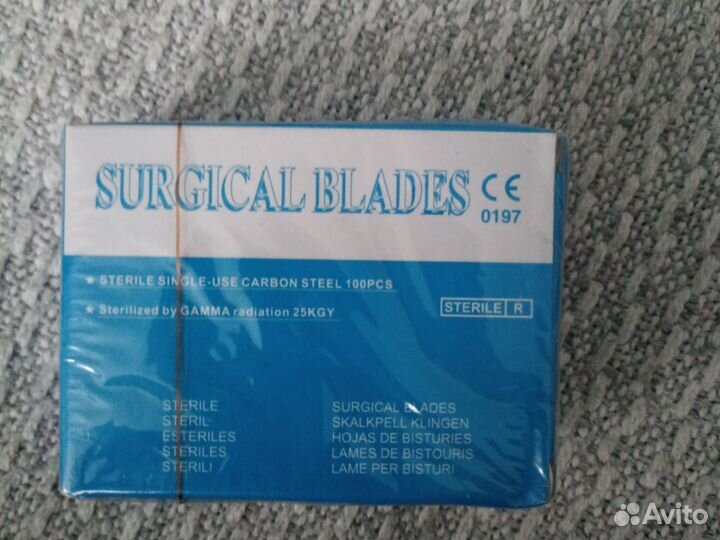 SURGICAL BLADES CE
0197
★ STERILE SINGLE-USE CARBON STEEL 100PCS
★ Sterilized by GAMMA radiation 25KGY
STERILE R
STERILE SURGICAL BLADES
STERIL SKALKPELL KLINGEN
ESTERILES HOJAS DE BISTURIES
STERILES LAMES DE BISTOURIS
STERILI LAME PER BISTURI
Avito